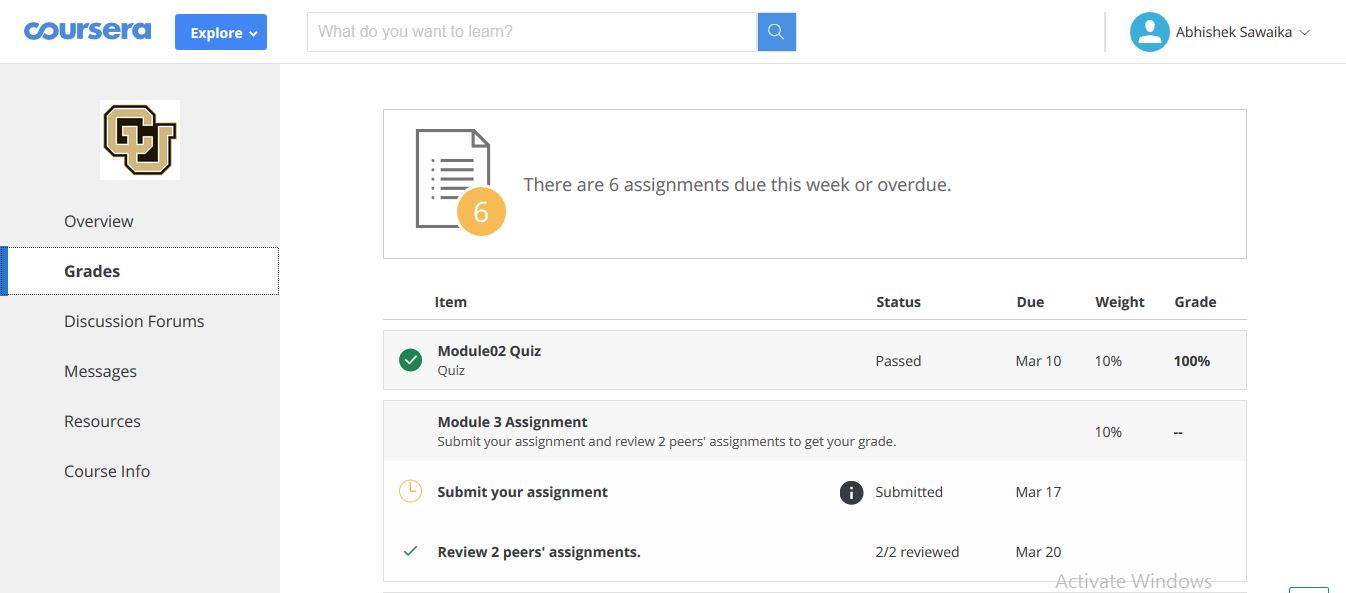 coursera Explore What do you want to learn? Abhishek Sawaika
CU
Overview
Grades
Discussion Forums
Messages
Resources
Course Info
6
There are 6 assignments due this week or overdue.
Item Status Due Weight Grade
Module02 Quiz
Quiz
Passed Mar 10 10% 100%
Module 3 Assignment
Submit your assignment and review 2 peers' assignments to get your grade.
10% --
Submit your assignment i Submitted Mar 17
Review 2 peers' assignments. 2/2 reviewed Mar 20
Activate Windows